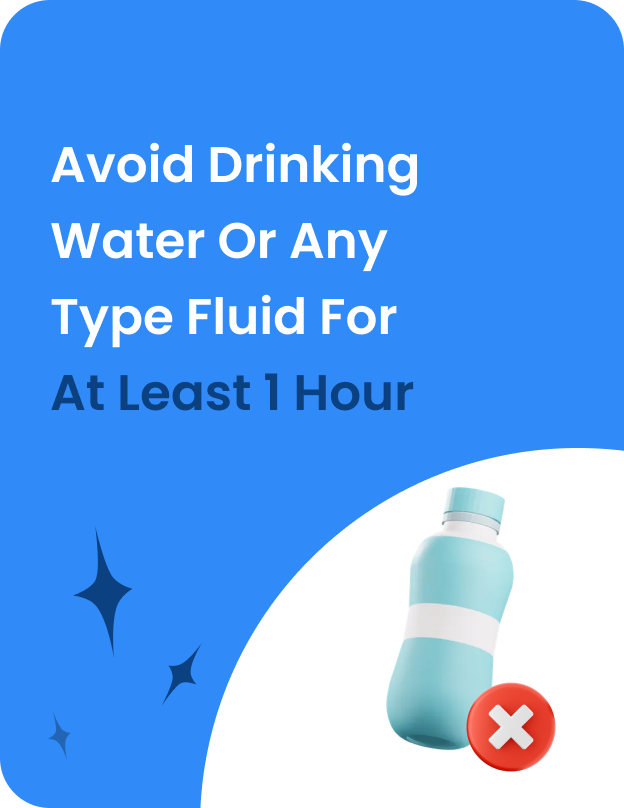 Avoid Drinking
Water Or Any
Type Fluid For
At Least 1 Hour